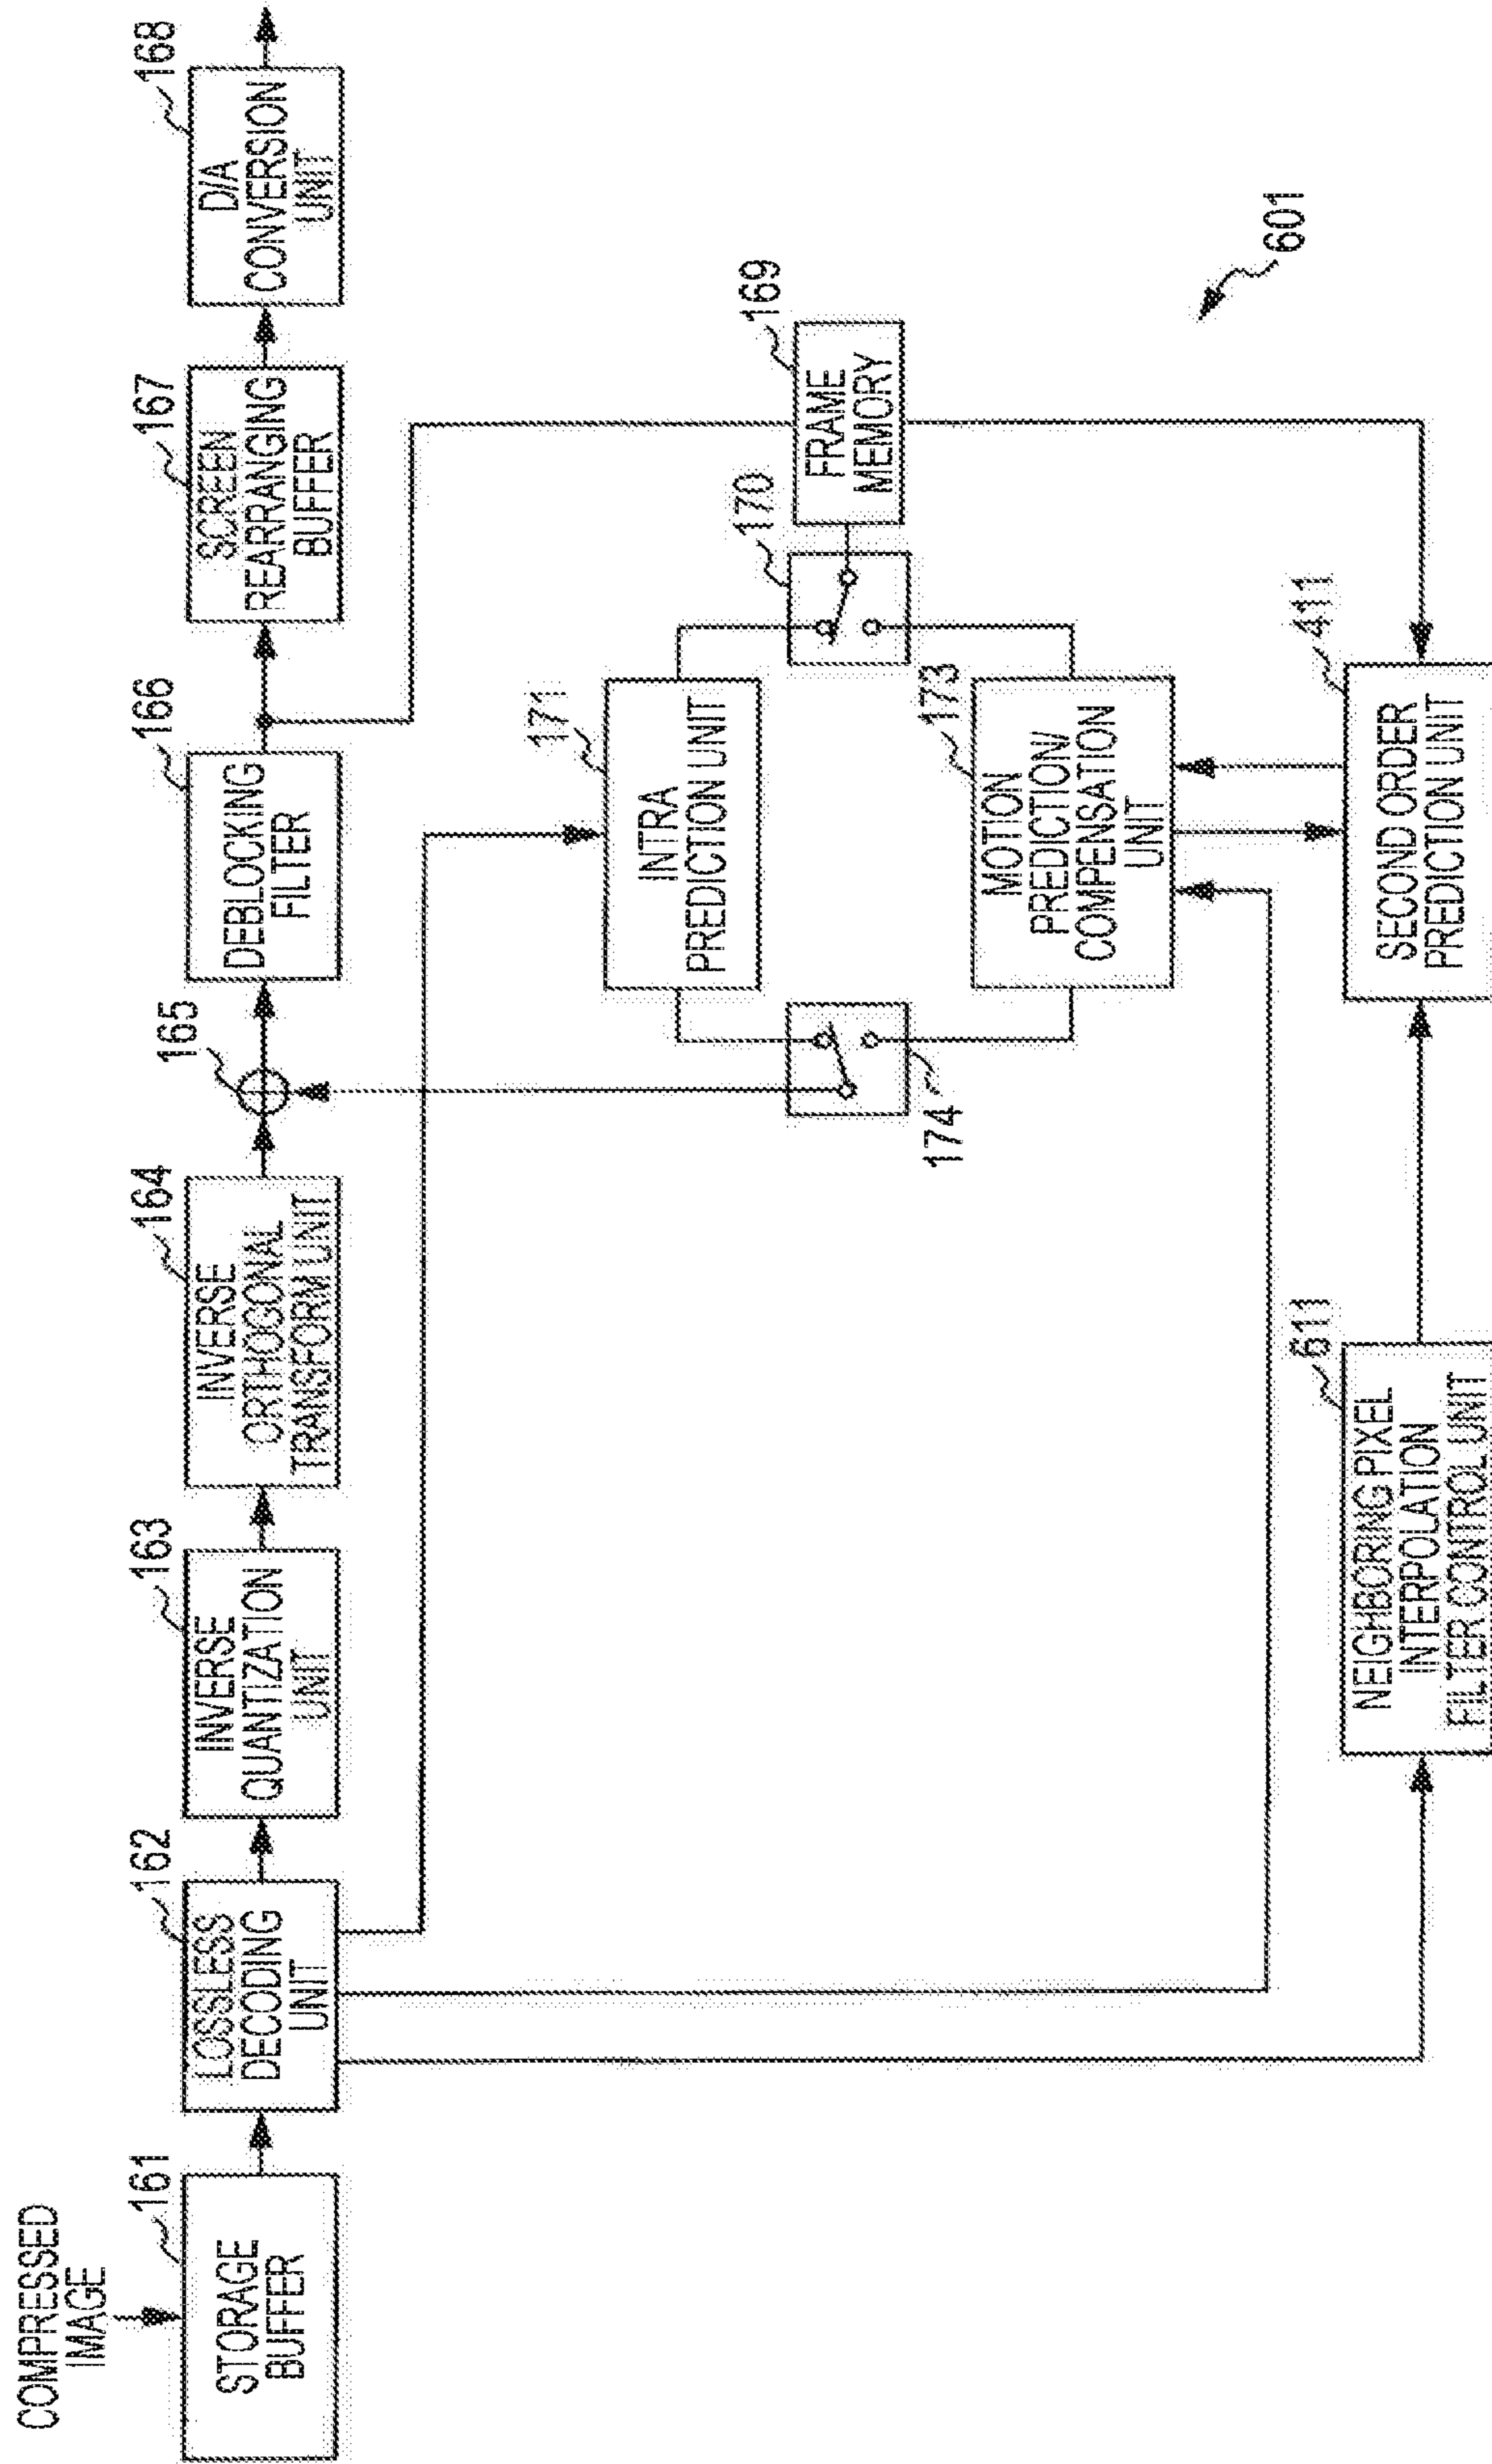 COMPRESSED
IMAGE
161
STORAGE
BUFFER
162
LOSSLESS
DECODING
UNIT
163
INVERSE
QUANTIZATION
UNIT
164
INVERSE
ORTHOGONAL
TRANSFORM UNIT
165
166
DEBLOCKING
FILTER
167
SCREEN
REARRANGING
BUFFER
168
D/A
CONVERSION
UNIT
171
INTRA
PREDICTION UNIT
170
169
FRAME
MEMORY
174
173
MOTION
PREDICTION/
COMPENSATION
UNIT
601
611
NEIGHBORING PIXEL
INTERPOLATION
FILTER CONTROL UNIT
411
SECOND ORDER
PREDICTION UNIT